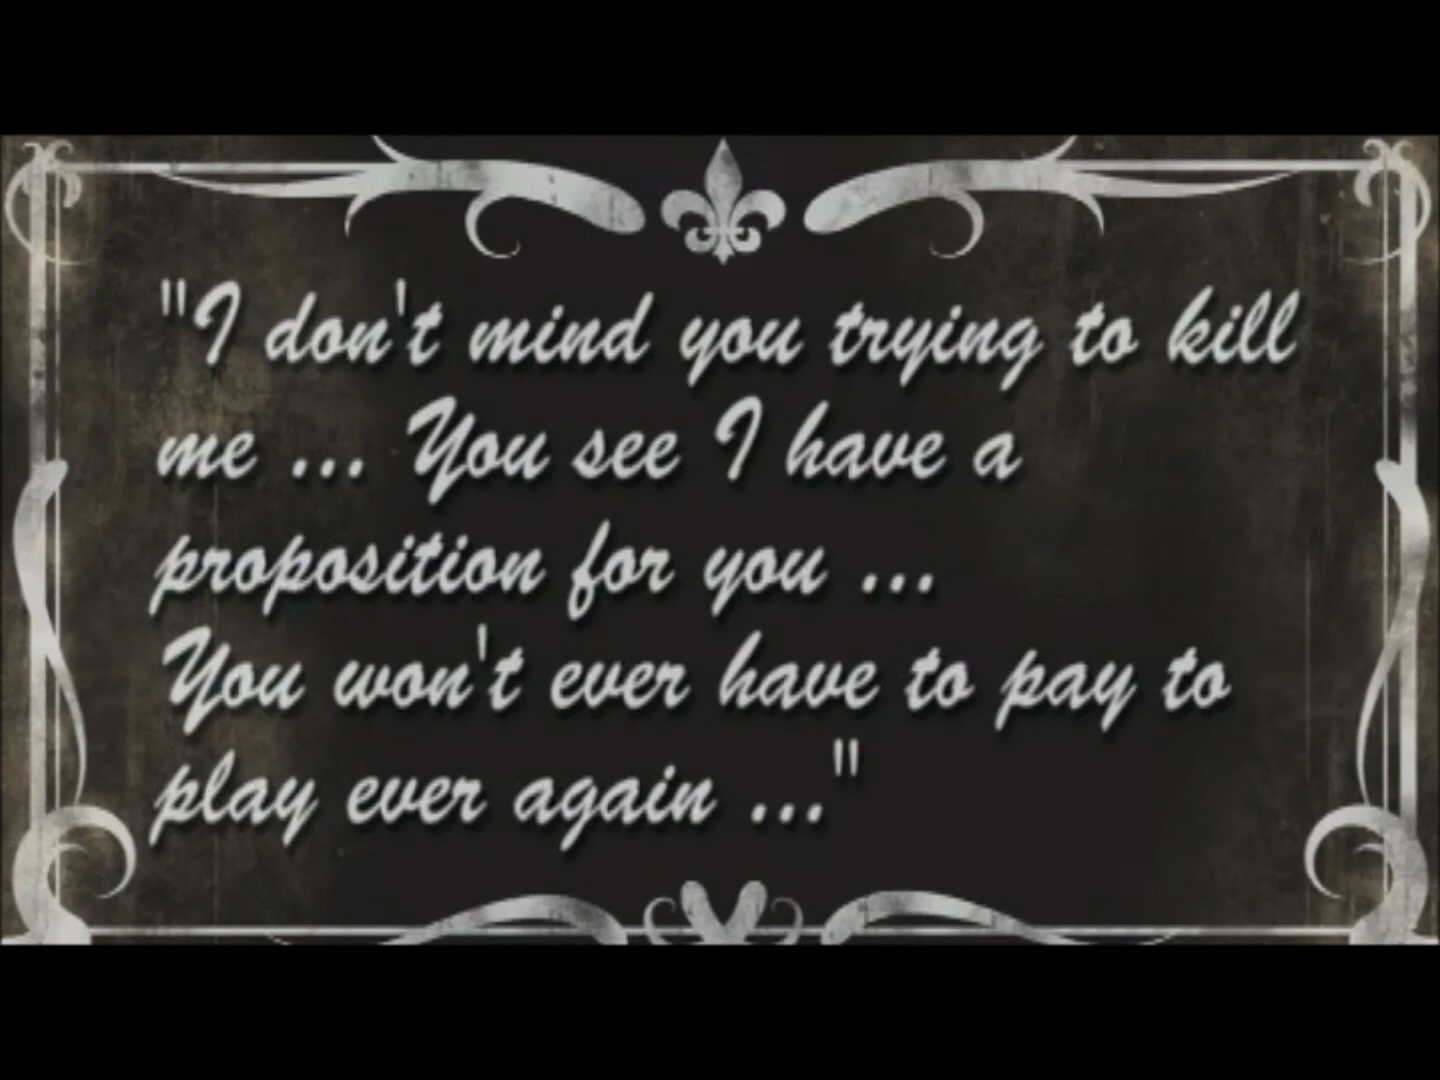 "I don't mind you trying to kill
me ... You see I have a
proposition for you ...
You won't ever have to pay to
play ever again ..."